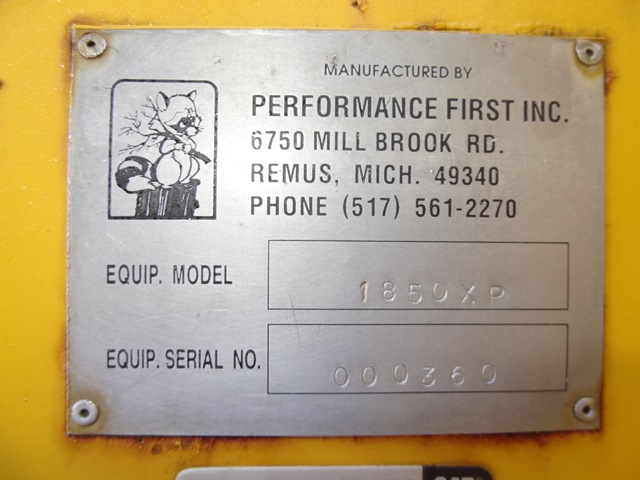 MANUFACTURED BY
PERFORMANCE FIRST INC.
6750 MILL BROOK RD.
REMUS, MICH. 49340
PHONE (517) 561-2270
EQUIP. MODEL 1850XP
EQUIP. SERIAL NO. 000360